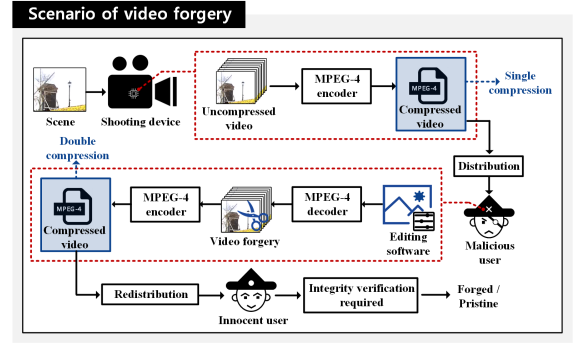 Scenario of video forgery
Scene
Shooting device
Uncompressed
video
MPEG-4
encoder
MPEG-4
Compressed
video
Single
compression
Distribution
Malicious
user
Editing
software
MPEG-4
decoder
Video forgery
MPEG-4
encoder
MPEG-4
Compressed
video
Double
compression
Redistribution
Innocent user
Integrity verification
required
Forged /
Pristine